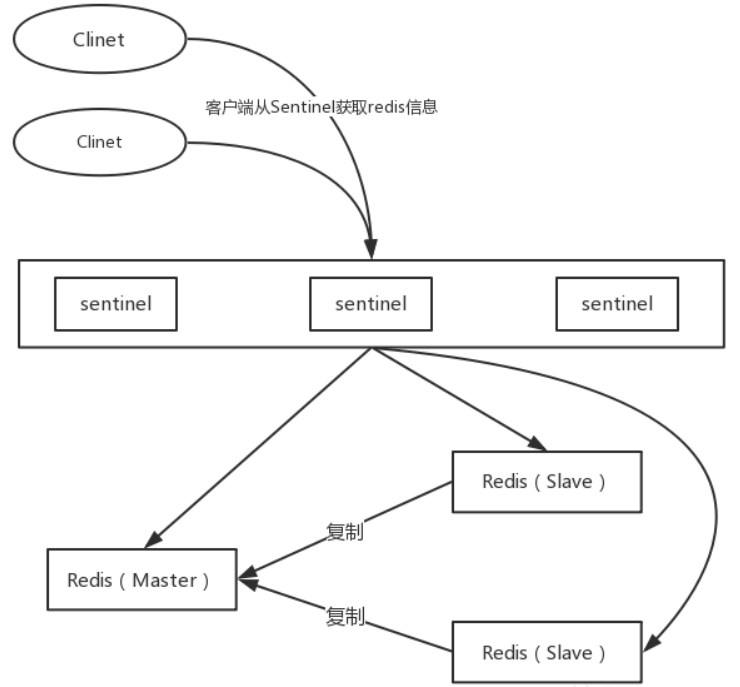 Clinet
客户端从Sentinel获取redis信息
Clinet
sentinel
sentinel
sentinel
Redis（Slave）
复制
Redis（Master）
复制
Redis（Slave）